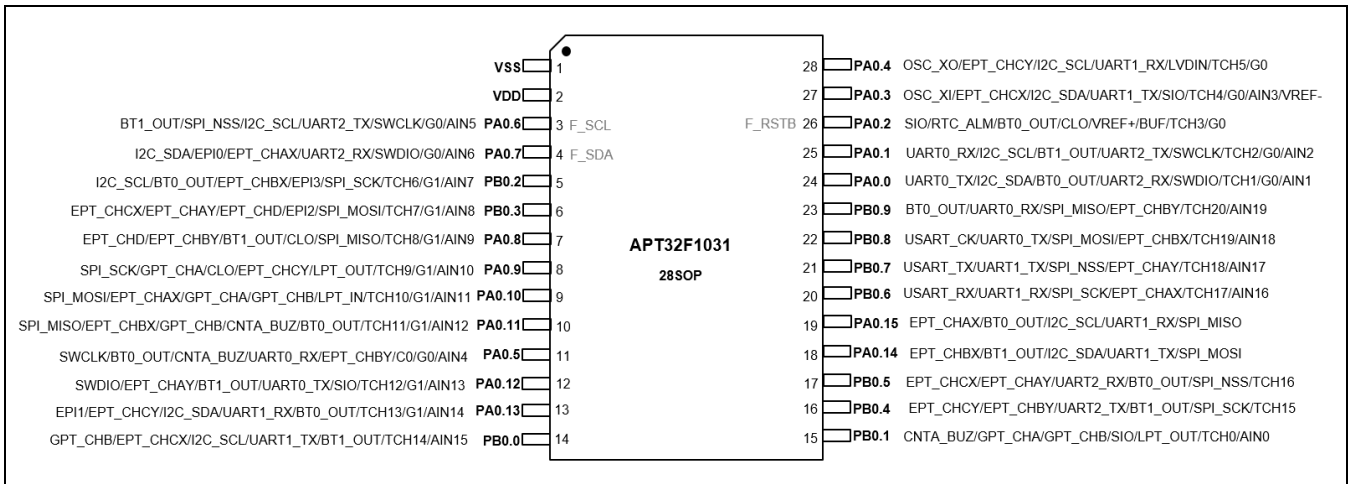 VSS 1
VDD 2
BT1_OUT/SPI_NSS/I2C_SCL/UART2_TX/SWCLK/G0/AIN5 PA0.6 3 F_SCL
I2C_SDA/EPI0/EPT_CHAX/UART2_RX/SWDIO/G0/AIN6 PA0.7 4 F_SDA
I2C_SCL/BT0_OUT/EPT_CHBX/EPI3/SPI_SCK/TCH6/G1/AIN7 PB0.2 5
EPT_CHCX/EPT_CHAY/EPT_CHD/EPI2/SPI_MOSI/TCH7/G1/AIN8 PB0.3 6
EPT_CHD/EPT_CHBY/BT1_OUT/CLO/SPI_MISO/TCH8/G1/AIN9 PA0.8 7
SPI_SCK/GPT_CHA/CLO/EPT_CHCY/LPT_OUT/TCH9/G1/AIN10 PA0.9 8
SPI_MOSI/EPT_CHAX/GPT_CHA/GPT_CHB/LPT_IN/TCH10/G1/AIN11 PA0.10 9
SPI_MISO/EPT_CHBX/GPT_CHB/CNTA_BUZ/BT0_OUT/TCH11/G1/AIN12 PA0.11 10
SWCLK/BT0_OUT/CNTA_BUZ/UART0_RX/EPT_CHBY/C0/G0/AIN4 PA0.5 11
SWDIO/EPT_CHAY/BT1_OUT/UART0_TX/SIO/TCH12/G1/AIN13 PA0.12 12
EPI1/EPT_CHCY/I2C_SDA/UART1_RX/BT0_OUT/TCH13/G1/AIN14 PA0.13 13
GPT_CHB/EPT_CHCX/I2C_SCL/UART1_TX/BT1_OUT/TCH14/AIN15 PB0.0 14
APT32F1031
28SOP
28 PA0.4 OSC_XO/EPT_CHCY/I2C_SCL/UART1_RX/LVDIN/TCH5/G0
27 PA0.3 OSC_XI/EPT_CHCX/I2C_SDA/UART1_TX/SIO/TCH4/G0/AIN3/VREF-
F_RSTB 26 PA0.2 SIO/RTC_ALM/BT0_OUT/CLO/VREF+/BUF/TCH3/G0
25 PA0.1 UART0_RX/I2C_SCL/BT1_OUT/UART2_TX/SWCLK/TCH2/G0/AIN2
24 PA0.0 UART0_TX/I2C_SDA/BT0_OUT/UART2_RX/SWDIO/TCH1/G0/AIN1
23 PB0.9 BT0_OUT/UART0_RX/SPI_MISO/EPT_CHBY/TCH20/AIN19
22 PB0.8 USART_CK/UART0_TX/SPI_MOSI/EPT_CHBX/TCH19/AIN18
21 PB0.7 USART_TX/UART1_TX/SPI_NSS/EPT_CHAY/TCH18/AIN17
20 PB0.6 USART_RX/UART1_RX/SPI_SCK/EPT_CHAX/TCH17/AIN16
19 PA0.15 EPT_CHAX/BT0_OUT/I2C_SCL/UART1_RX/SPI_MISO
18 PA0.14 EPT_CHBX/BT1_OUT/I2C_SDA/UART1_TX/SPI_MOSI
17 PB0.5 EPT_CHCX/EPT_CHAY/UART2_RX/BT0_OUT/SPI_NSS/TCH16
16 PB0.4 EPT_CHCY/EPT_CHBY/UART2_TX/BT1_OUT/SPI_SCK/TCH15
15 PB0.1 CNTA_BUZ/GPT_CHA/GPT_CHB/SIO/LPT_OUT/TCH0/AIN0